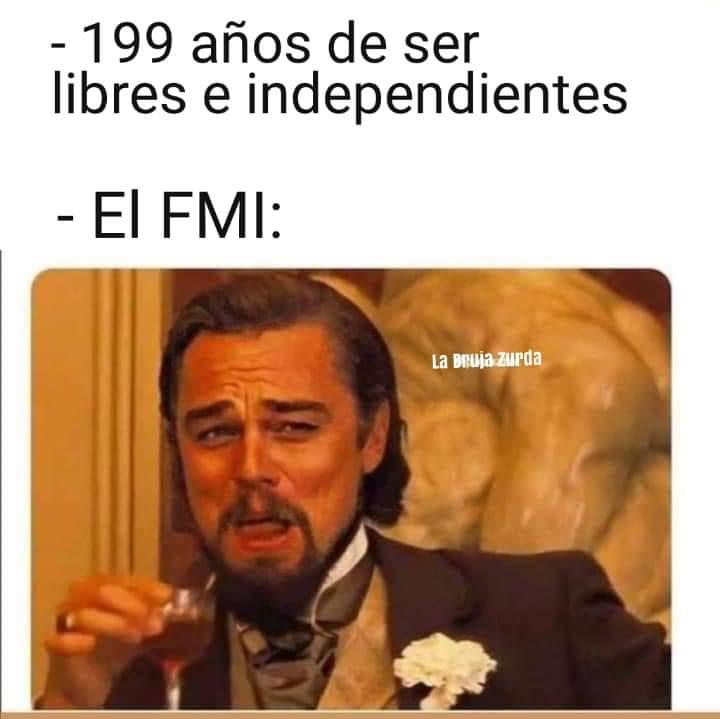 - 199 años de ser
libres e independientes
- El FMI:
La Bruja Zurda